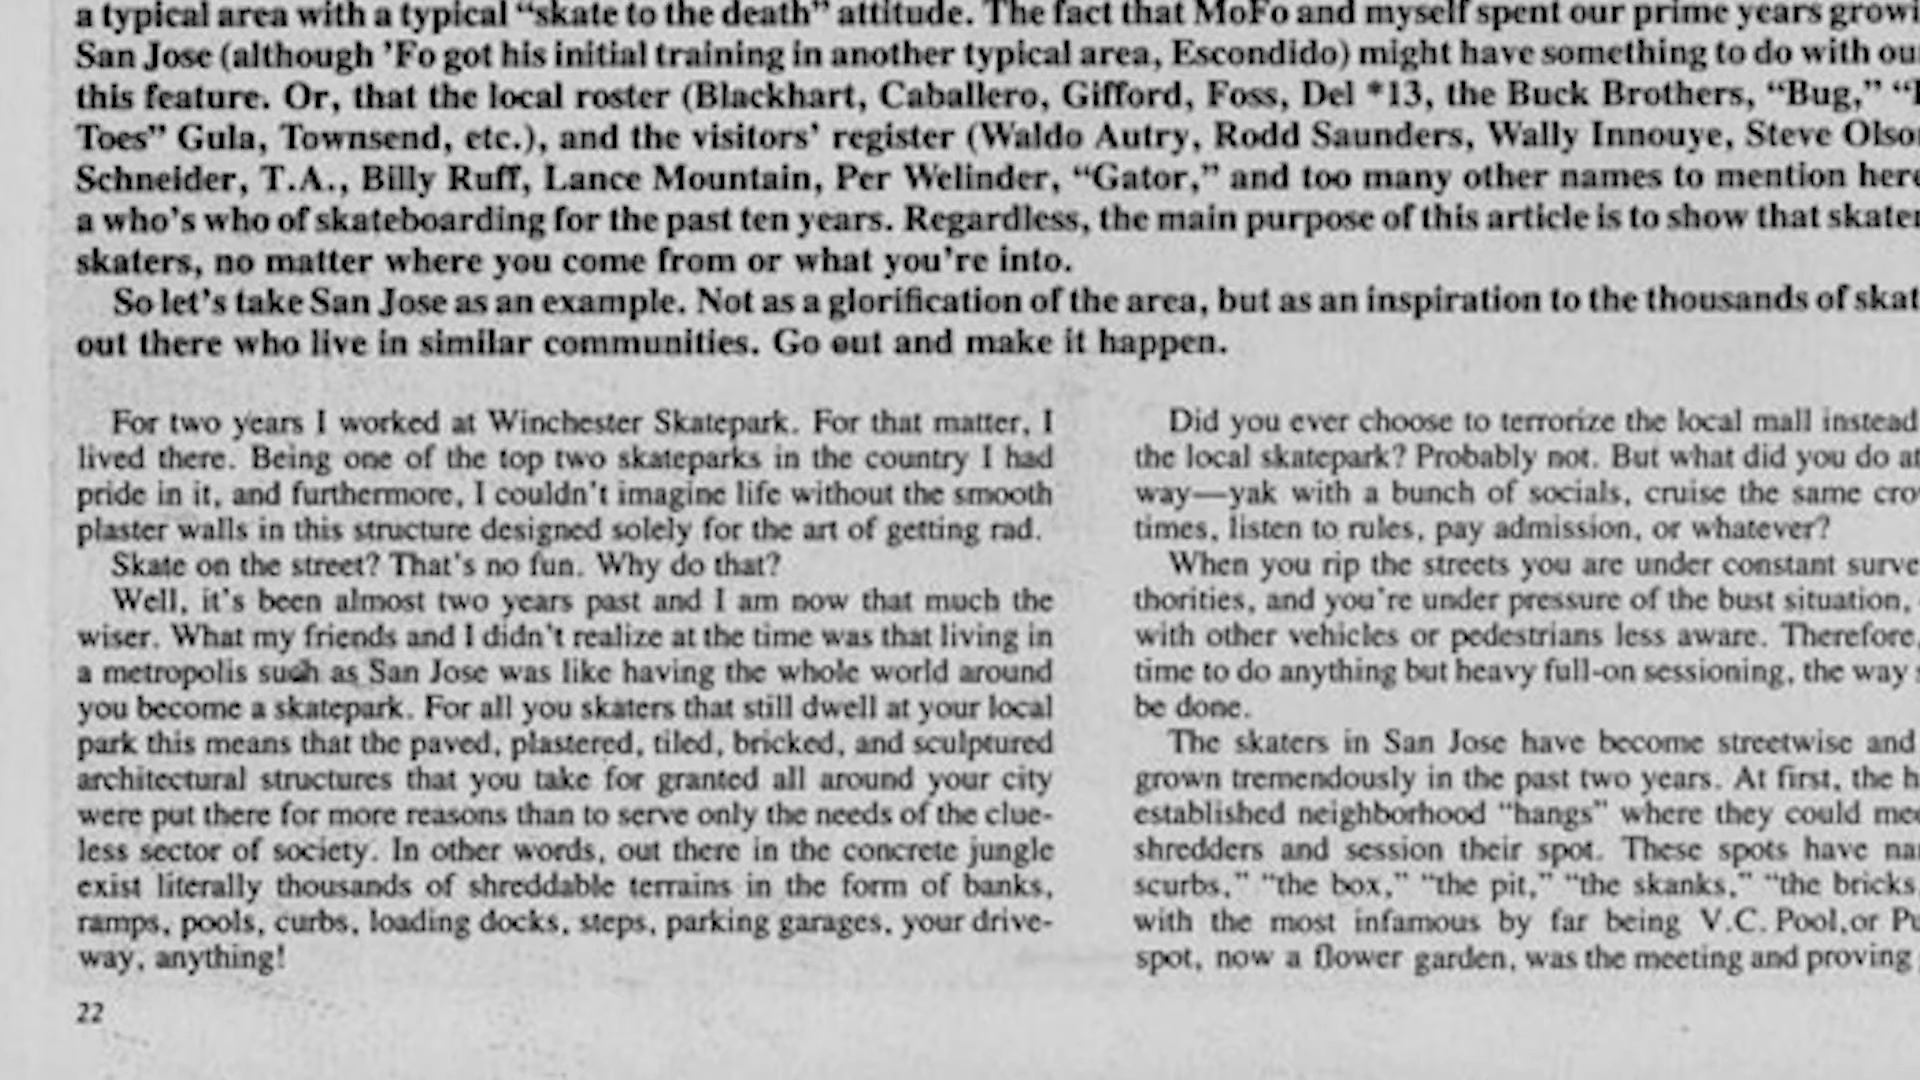 a typical area with a typical “skate to the death” attitude. The fact that MoFo and myself spent our prime years growi
San Jose (although ’Fo got his initial training in another typical area, Escondido) might have something to do with ou
this feature. Or, that the local roster (Blackhart, Caballero, Gifford, Foss, Del *13, the Buck Brothers, “Bug,” “
Toes” Gula, Townsend, etc.), and the visitors’ register (Waldo Autry, Rodd Saunders, Wally Innouye, Steve Olso
Schneider, T.A., Billy Ruff, Lance Mountain, Per Welinder, “Gator,” and too many other names to mention here
a who’s who of skateboarding for the past ten years. Regardless, the main purpose of this article is to show that skater
skaters, no matter where you come from or what you’re into.
So let’s take San Jose as an example. Not as a glorification of the area, but as an inspiration to the thousands of skat
out there who live in similar communities. Go out and make it happen.
For two years I worked at Winchester Skatepark. For that matter, I
lived there. Being one of the top two skateparks in the country I had
pride in it, and furthermore, I couldn’t imagine life without the smooth
plaster walls in this structure designed solely for the art of getting rad.
Skate on the street? That’s no fun. Why do that?
Well, it’s been almost two years past and I am now that much the
wiser. What my friends and I didn’t realize at the time was that living in
a metropolis such as San Jose was like having the whole world around
you become a skatepark. For all you skaters that still dwell at your local
park this means that the paved, plastered, tiled, bricked, and sculptured
architectural structures that you take for granted all around your city
were put there for more reasons than to serve only the needs of the clue-
less sector of society. In other words, out there in the concrete jungle
exist literally thousands of shreddable terrains in the form of banks,
ramps, pools, curbs, loading docks, steps, parking garages, your drive-
way, anything!
Did you ever choose to terrorize the local mall instead
the local skatepark? Probably not. But what did you do at
way—yak with a bunch of socials, cruise the same cro
times, listen to rules, pay admission, or whatever?
When you rip the streets you are under constant surve
thorities, and you’re under pressure of the bust situation,
with other vehicles or pedestrians less aware. Therefore,
time to do anything but heavy full-on sessioning, the way
be done.
The skaters in San Jose have become streetwise and
grown tremendously in the past two years. At first, the h
established neighborhood “hangs” where they could mee
shredders and session their spot. These spots have na
scurbs,” “the box,” “the pit,” “the skanks,” “the bricks
with the most infamous by far being V.C. Pool,or Pu
spot, now a flower garden, was the meeting and proving
22